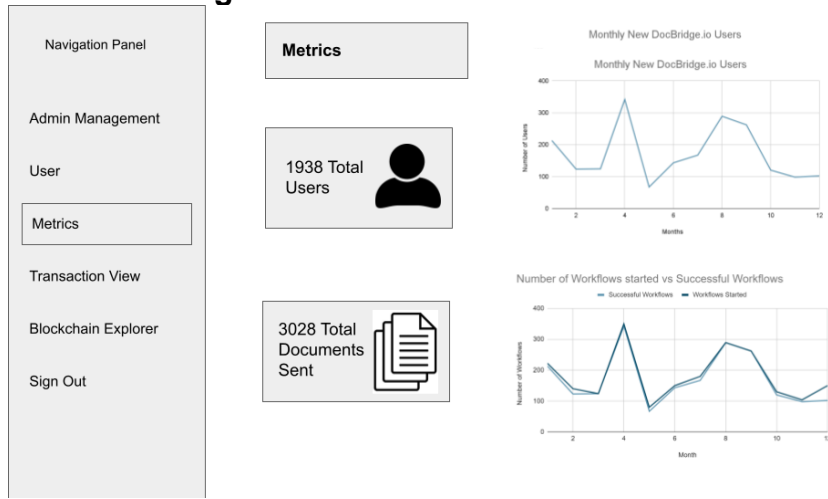 Navigation Panel
Admin Management
User
Metrics
Transaction View
Blockchain Explorer
Sign Out
Metrics
1938 Total
Users
3028 Total
Documents
Sent
Monthly New DocBridge.io Users
Monthly New DocBridge.io Users
Number of Users
400
300
200
100
0
2 4 6 8 10 12
Months
Number of Workflows started vs Successful Workflows
Successful Workflows Workflows Started
Number of Workflows
400
300
200
100
0
2 4 6 8 10
Month